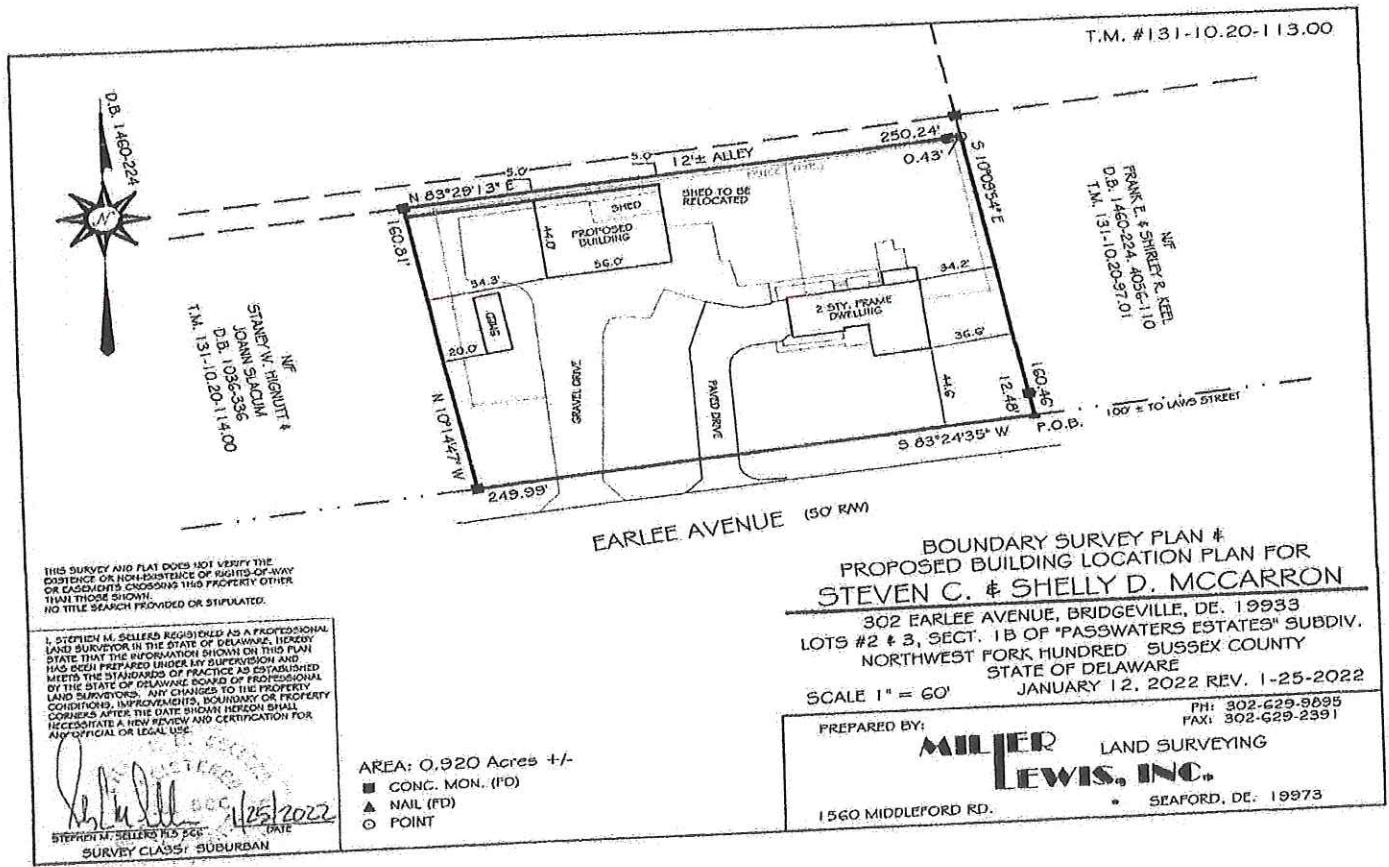 T.M. #131-10.20-113.00
D.B. 1460-224
N
N 83°29'13" E
5.0'
5.0'
12'± ALLEY
250.24'
0.43'
S 10°09'54" E
160.81'
SHED
SHED TO BE
RELOCATED
PROPOSED
BUILDING
44.0'
56.0'
N/F
FRANK E. & SHIRLEY R. KEEL
D.B. 1460-224, 4056-110
T.M. 131-10.20-97.01
34.3'
34.2'
2 STY. FRAME
DWELLING
20.0'
36.6'
44.6'
N/F
STANEY W. HIGNUTT &
JOANN SLACUM
D.B. 1036-336
T.M. 131-10.20-114.00
GRAVEL DRIVE
PAVED DRIVE
N 10°14'47" W
160.46'
12.48'
S 83°24'35" W
P.O.B.
100' ± TO LAWS STREET
249.99'
EARLEE AVENUE (50' R/W)
THIS SURVEY AND PLAT DOES NOT VERIFY THE
EXISTENCE OR NON-EXISTENCE OF RIGHTS-OF-WAY
OR EASEMENTS CROSSING THIS PROPERTY OTHER
THAN THOSE SHOWN.
NO TITLE SEARCH PROVIDED OR STIPULATED.
I, STEPHEN M. SELLERS REGISTERED AS A PROFESSIONAL
LAND SURVEYOR IN THE STATE OF DELAWARE, HEREBY
STATE THAT THE INFORMATION SHOWN ON THIS PLAN
HAS BEEN PREPARED UNDER MY SUPERVISION AND
MEETS THE STANDARDS OF PRACTICE AS ESTABLISHED
BY THE STATE OF DELAWARE BOARD OF PROFESSIONAL
LAND SURVEYORS. ANY CHANGES TO THE PROPERTY
CONDITIONS, IMPROVEMENTS, BOUNDARY OR PROPERTY
CORNERS AFTER THE DATE SHOWN HEREON SHALL
NECESSITATE A NEW REVIEW AND CERTIFICATION FOR
ANY OFFICIAL OR LEGAL USE.
1/25/2022
STEPHEN M. SELLERS PLS DATE
SURVEY CLASS: SUBURBAN
AREA: 0.920 Acres +/-
CONC. MON. (FD)
NAIL (FD)
POINT
BOUNDARY SURVEY PLAN &
PROPOSED BUILDING LOCATION PLAN FOR
STEVEN C. & SHELLY D. MCCARRON
302 EARLEE AVENUE, BRIDGEVILLE, DE. 19933
LOTS #2 & 3, SECT. 1B OF "PASSWATERS ESTATES" SUBDIV.
NORTHWEST FORK HUNDRED SUSSEX COUNTY
STATE OF DELAWARE
SCALE 1" = 60' JANUARY 12, 2022 REV. 1-25-2022
PREPARED BY:
PH: 302-629-9895
FAX: 302-629-2391
MILLER
LEWIS, INC.
LAND SURVEYING
1560 MIDDLEFORD RD. • SEAFORD, DE. 19973